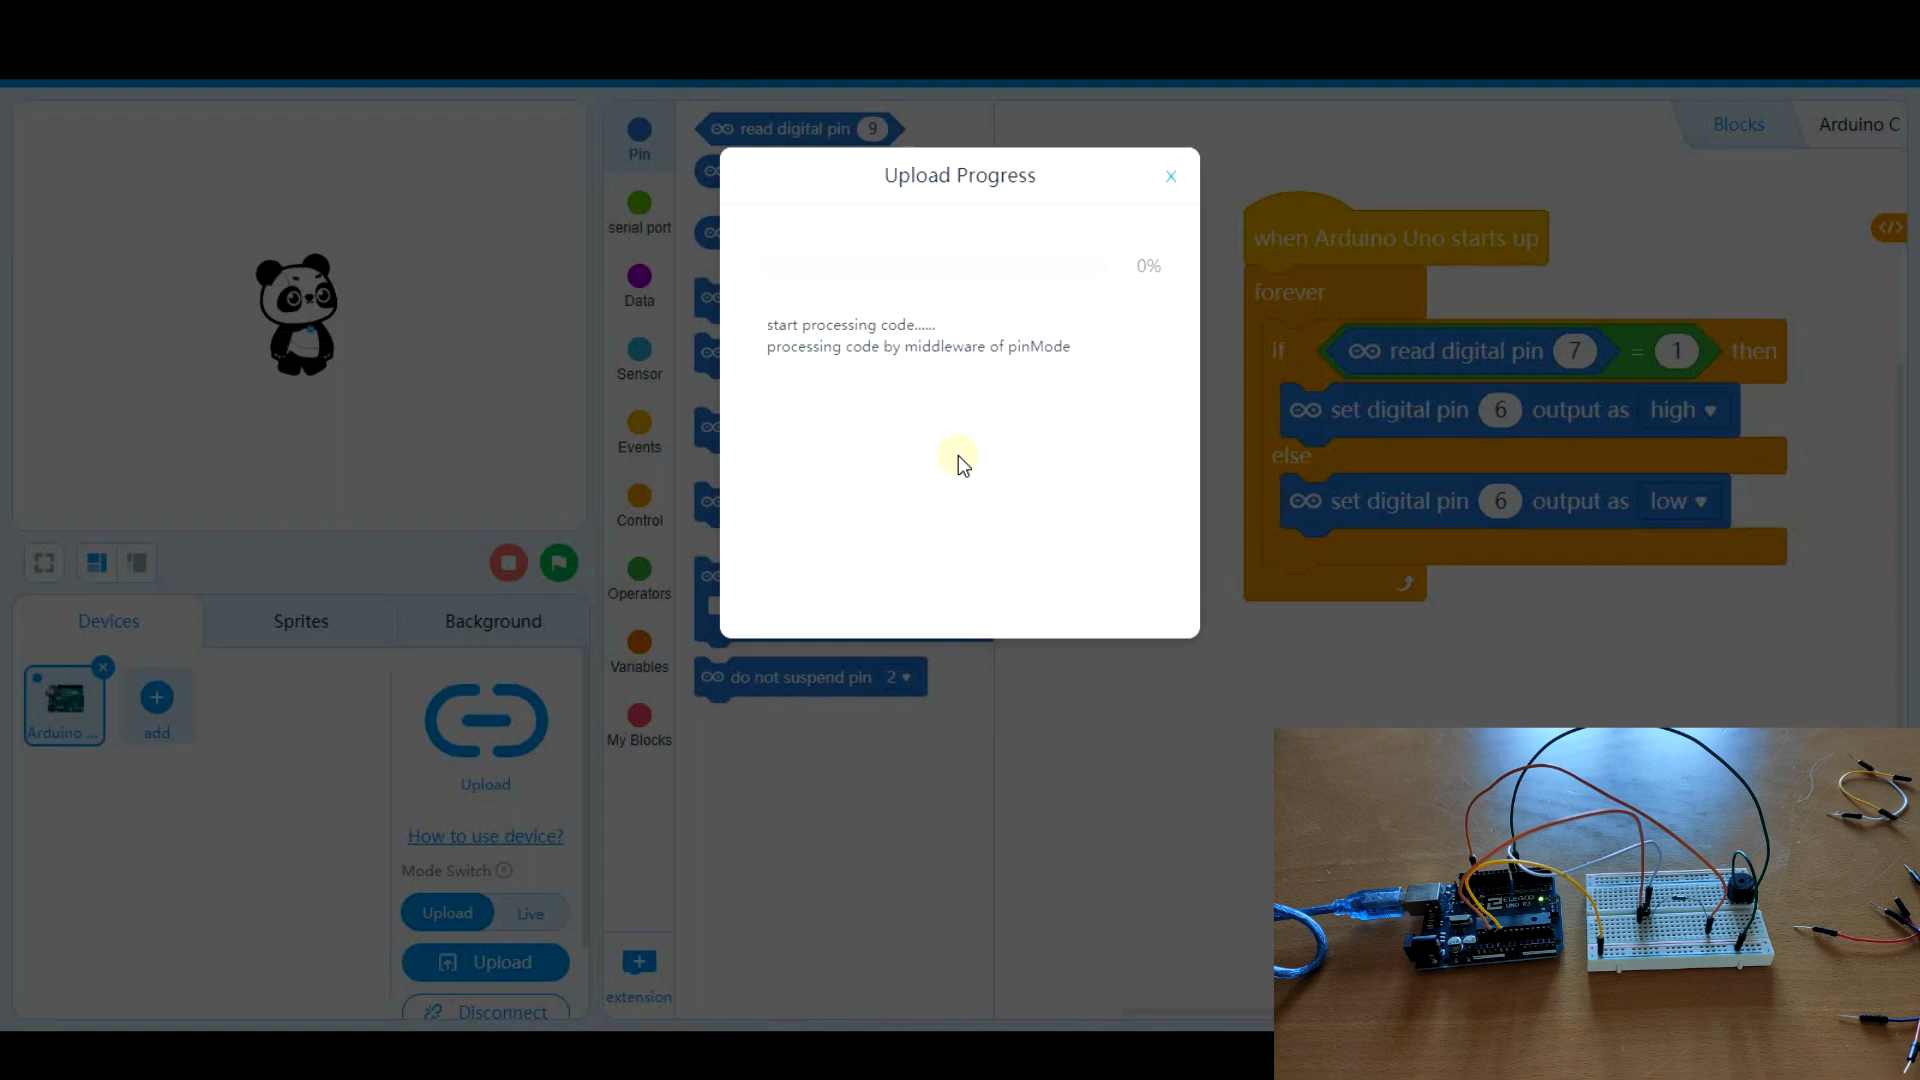 Pin
serial port
Data
Sensor
Events
Control
Operators
Variables
My Blocks
extension
read digital pin 9
do not suspend pin 2
Upload Progress
x
0%
start processing code......
processing code by middleware of pinMode
Blocks
Arduino C
</>
when Arduino Uno starts up
forever
if read digital pin 7 = 1 then
set digital pin 6 output as high
else
set digital pin 6 output as low
Devices
Sprites
Background
Arduino ...
add
Upload
How to use device?
Mode Switch ?
Upload
Live
Upload
Disconnect
ELEGOO
UNO R3